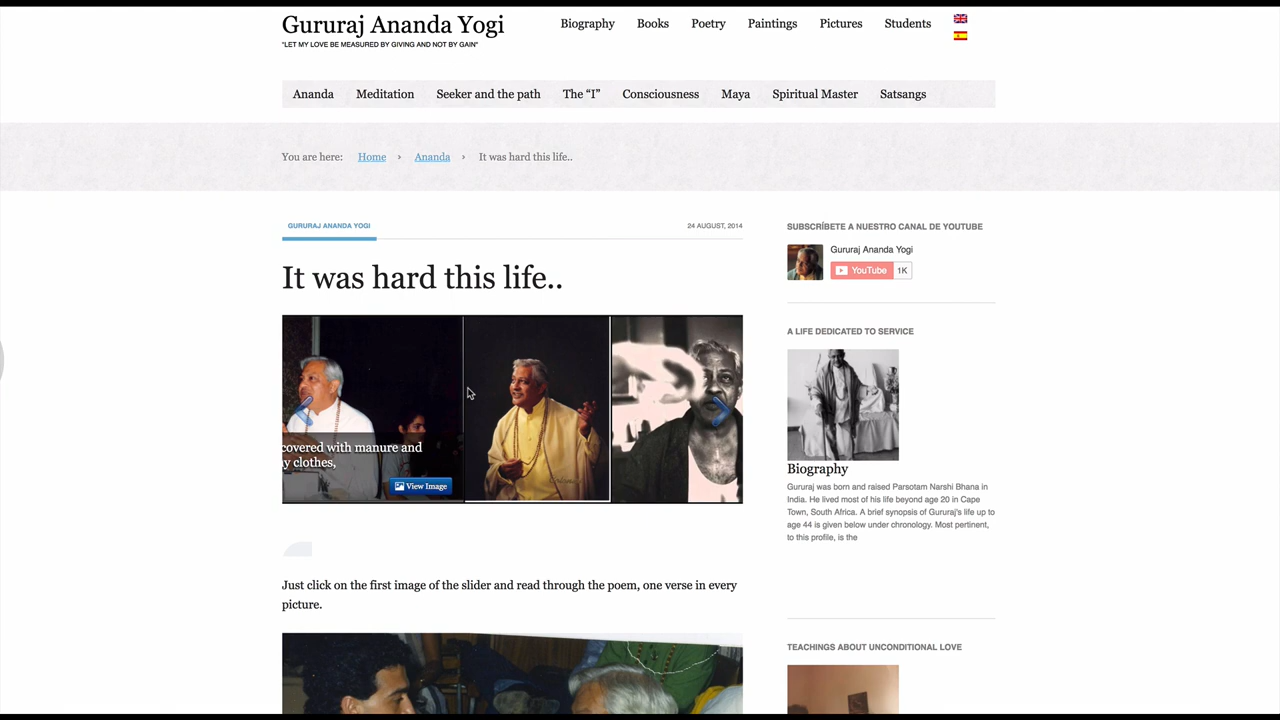 Gururaj Ananda Yogi
"LET MY LOVE BE MEASURED BY GIVING AND NOT BY GAIN"
Biography Books Poetry Paintings Pictures Students
Ananda Meditation Seeker and the path The “I” Consciousness Maya Spiritual Master Satsangs
You are here: Home › Ananda › It was hard this life..
GURURAJ ANANDA YOGI
24 AUGUST, 2014
It was hard this life..
covered with manure and
y clothes,
View Image
Just click on the first image of the slider and read through the poem, one verse in every
picture.
SUBSCRÍBETE A NUESTRO CANAL DE YOUTUBE
Gururaj Ananda Yogi
YouTube 1K
A LIFE DEDICATED TO SERVICE
Biography
Gururaj was born and raised Parsotam Narshi Bhana in
India. He lived most of his life beyond age 20 in Cape
Town, South Africa. A brief synopsis of Gururaj's life up to
age 44 is given below under chronology. Most pertinent,
to this profile, is the
TEACHINGS ABOUT UNCONDITIONAL LOVE